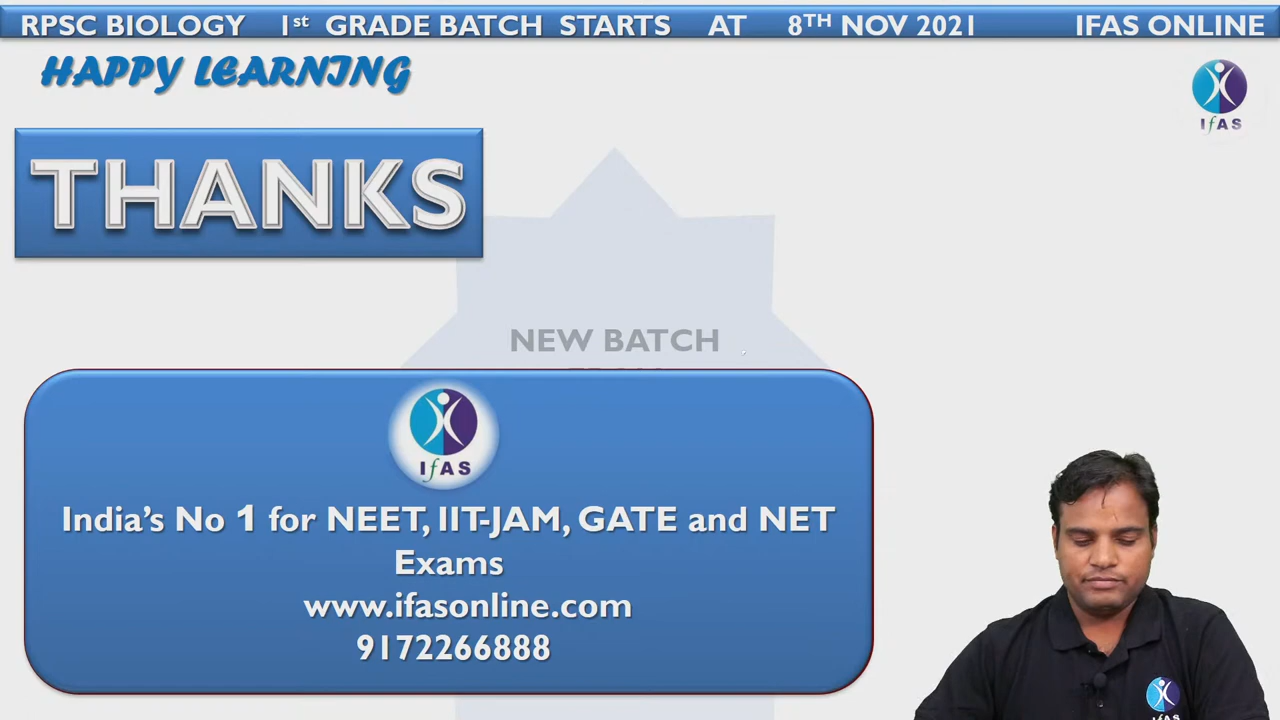 RPSC BIOLOGY 1st GRADE BATCH STARTS AT 8TH NOV 2021 IFAS ONLINE
HAPPY LEARNING
IfAS
THANKS
NEW BATCH
IfAS
India's No 1 for NEET, IIT-JAM, GATE and NET
Exams
www.ifasonline.com
9172266888
IfAS